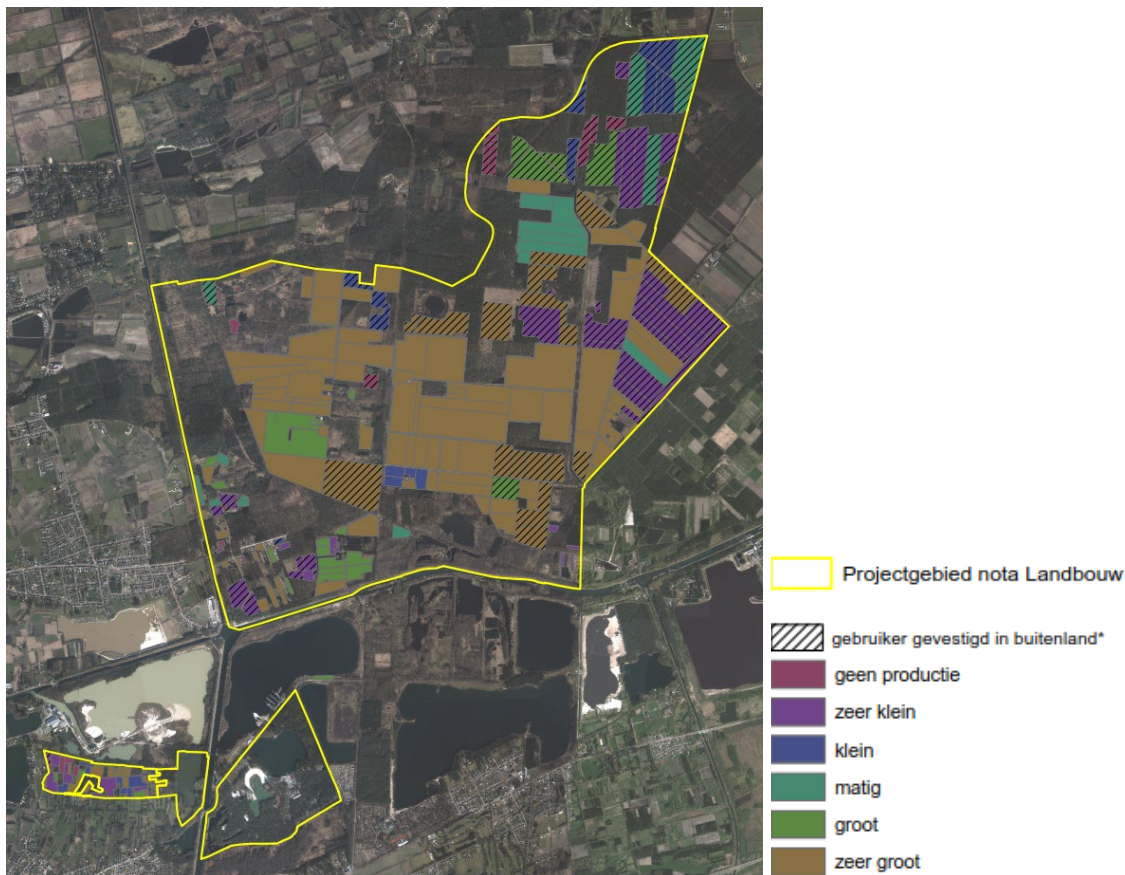 Projectgebied nota Landbouw
gebruiker gevestigd in buitenland*
geen productie
zeer klein
klein
matig
groot
zeer groot